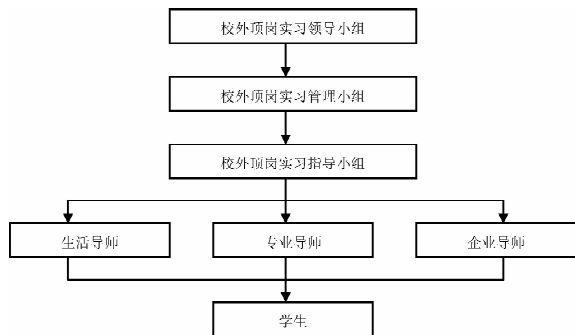 校外顶岗实习领导小组
校外顶岗实习管理小组
校外顶岗实习指导小组
生活导师
专业导师
企业导师
学生